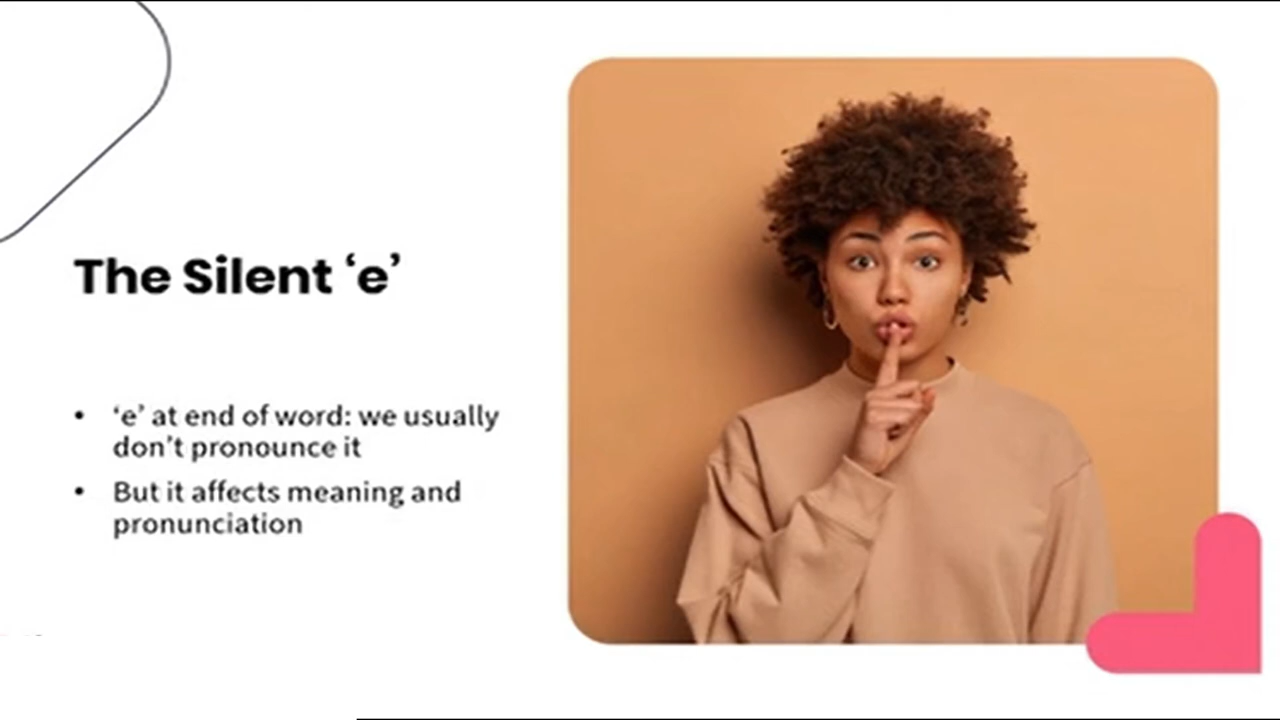 The Silent ‘e’
• ‘e’ at end of word: we usually
don’t pronounce it
• But it affects meaning and
pronunciation